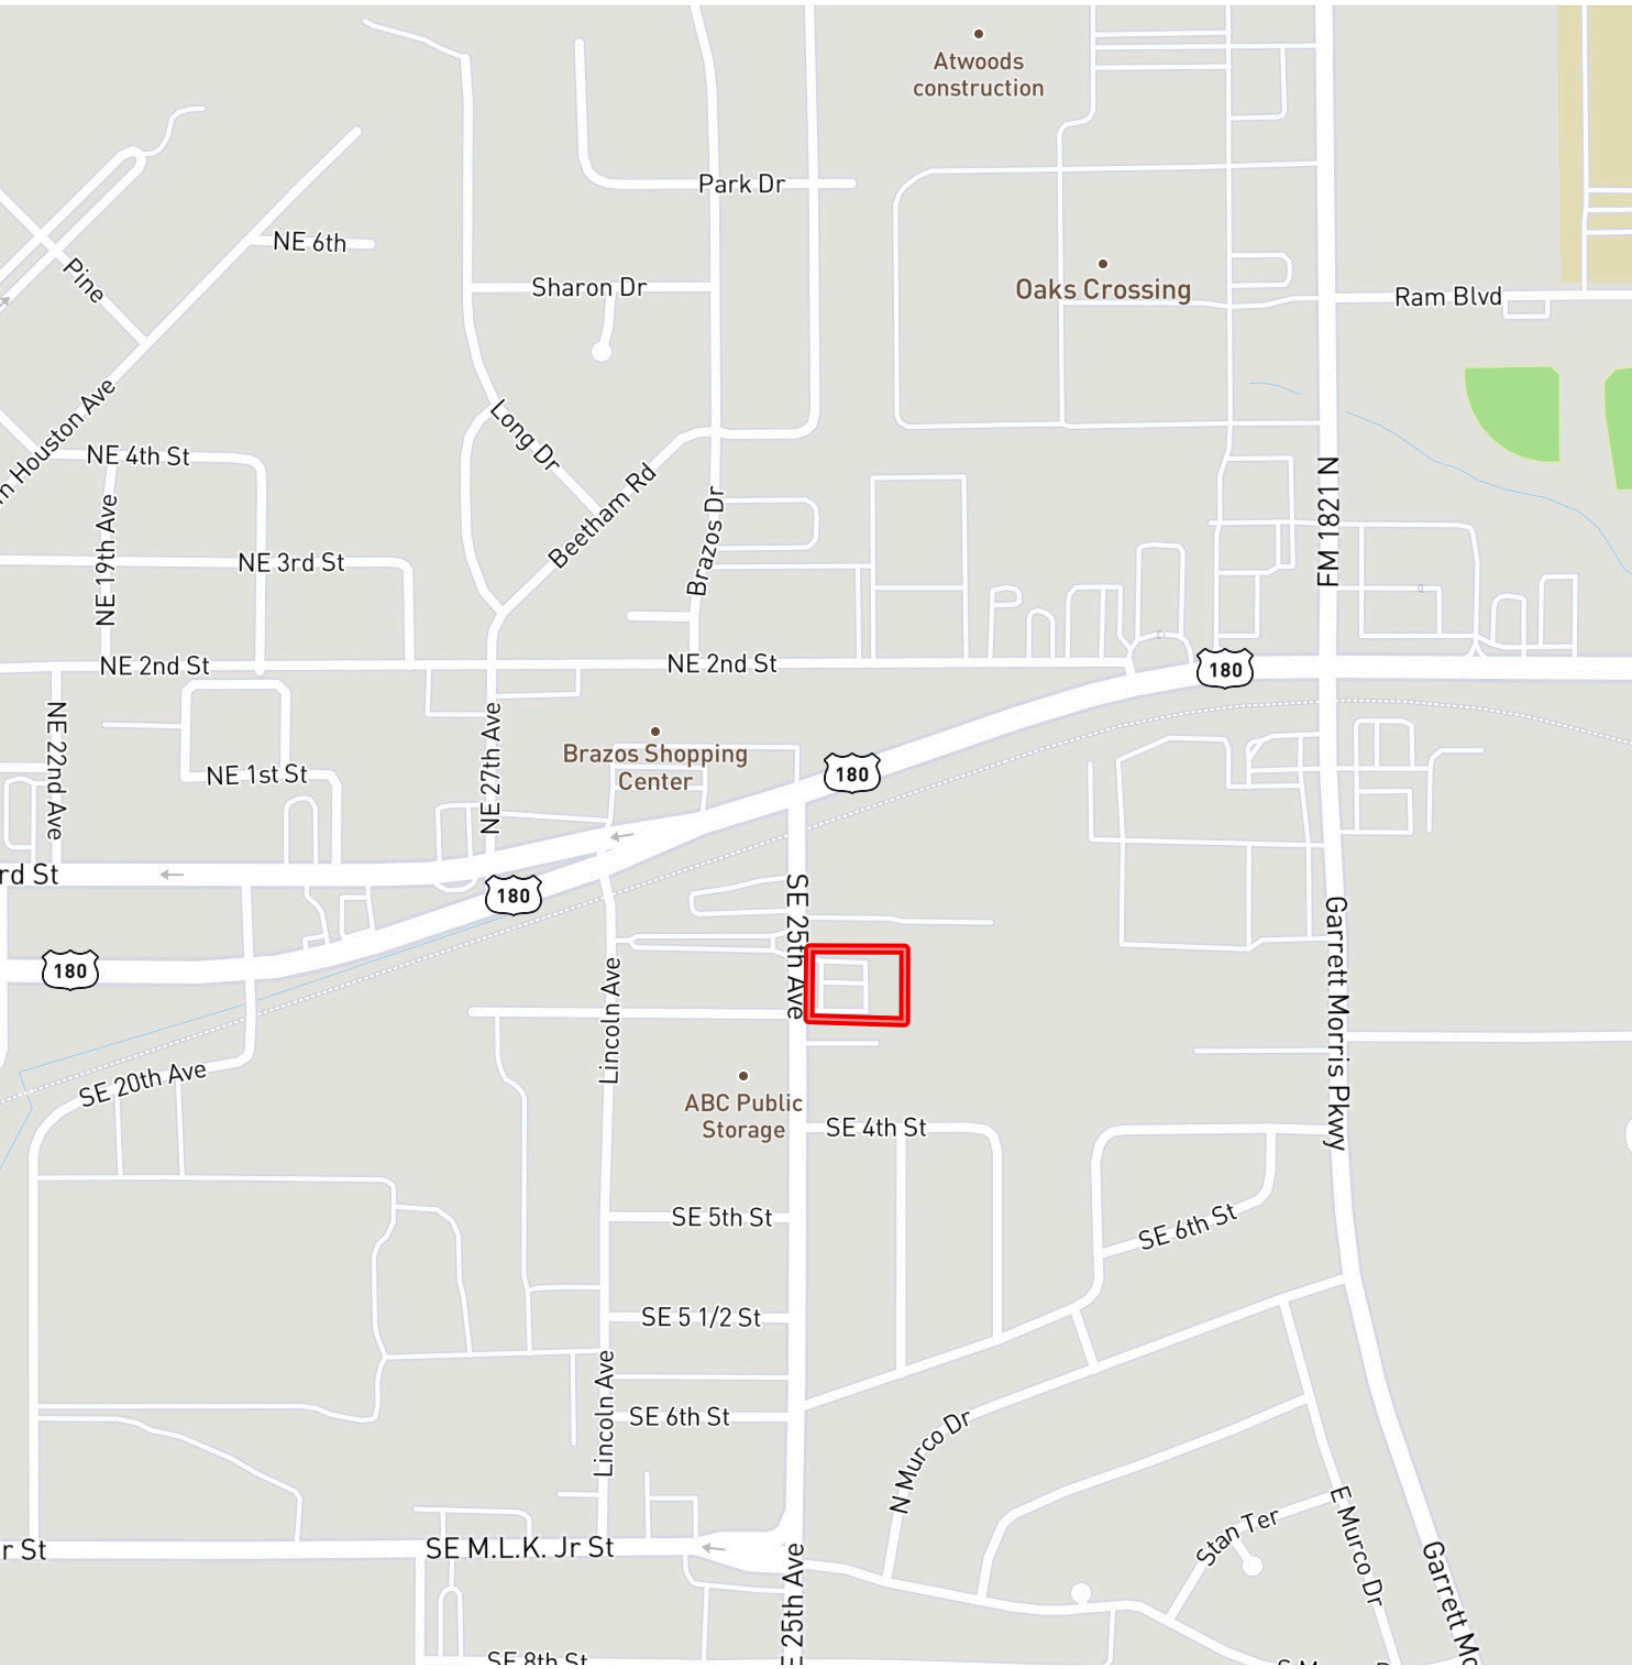 Atwoods
construction
Park Dr
NE 6th
Pine
Sharon Dr
Oaks Crossing
Ram Blvd
n Houston Ave
Long Dr
NE 4th St
Beetham Rd
Brazos Dr
FM 1821 N
NE 19th Ave
NE 3rd St
NE 2nd St
NE 2nd St
180
NE 22nd Ave
NE 27th Ave
Brazos Shopping
Center
NE 1st St
180
rd St
180
SE 25th Ave
Garrett Morris Pkwy
180
Lincoln Ave
SE 20th Ave
ABC Public
Storage
SE 4th St
SE 5th St
SE 6th St
SE 5 1/2 St
Lincoln Ave
SE 6th St
N Murco Dr
Stan Ter
E Murco Dr
r St
SE M.L.K. Jr St
25th Ave
Garrett Mo
SE 8th St